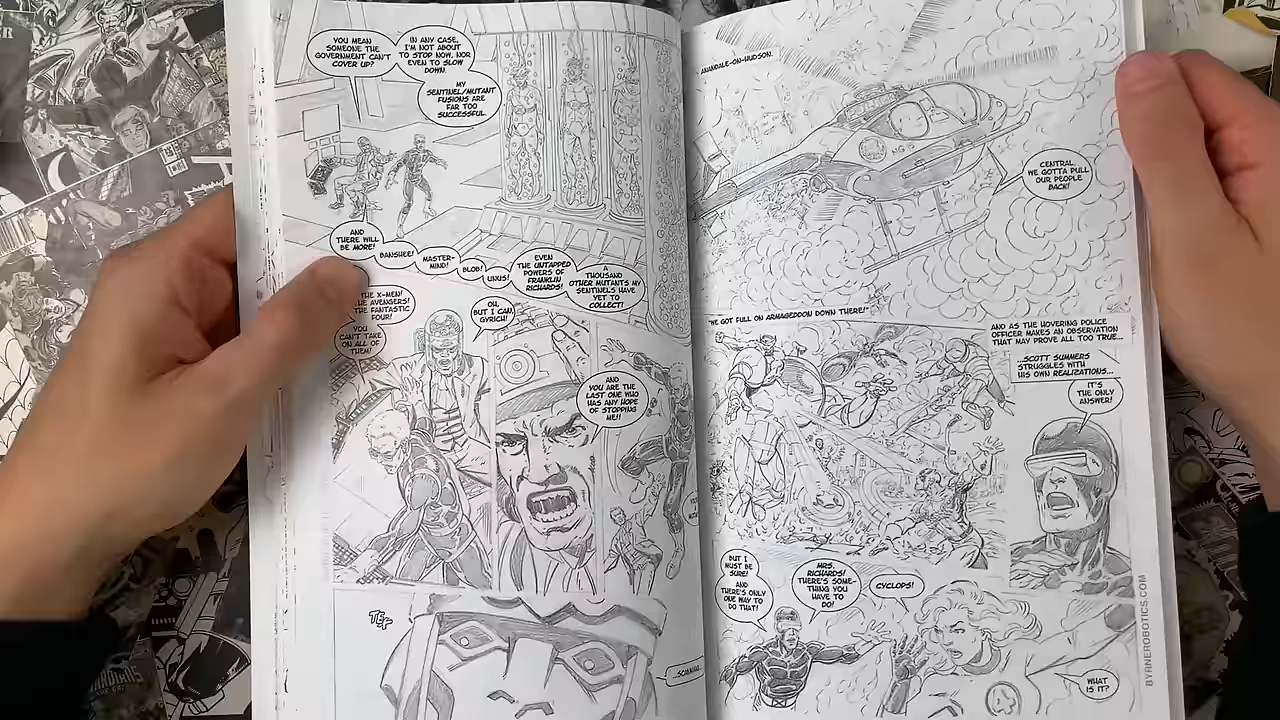 YOU MEAN
SOMEONE THE
GOVERNMENT CAN'T
COVER UP?
IN ANY CASE,
I'M NOT ABOUT
TO STOP NOW, NOR
EVEN TO SLOW
DOWN.
MY
SENTINEL/MUTANT
FUSIONS ARE
FAR TOO
SUCCESSFUL.
AND
THERE WILL
BE MORE!
BANSHEE!
MASTER-
MIND!
BLOB!
UNUS!
EVEN
THE UNTAPPED
POWERS OF
FRANKLIN
RICHARDS!
A
THOUSAND
OTHER MUTANTS MY
SENTINELS HAVE
YET TO
COLLECT!
THE X-MEN!
THE AVENGERS!
THE FANTASTIC
FOUR!
YOU
CAN'T TAKE
ON ALL OF
THEM!
OH,
BUT I CAN,
GYRICH!
AND
YOU ARE THE
LAST ONE WHO
HAS ANY HOPE
OF STOPPING
ME!!
TEK
ANANDALE-ON-HUDSON.
CENTRAL,
WE GOTTA PULL
OUR PEOPLE
BACK!
"WE GOT FULL ON ARMAGEDDON DOWN THERE!"
AND AS THE HOVERING POLICE
OFFICER MAKES AN OBSERVATION
THAT MAY PROVE ALL TOO TRUE...
...SCOTT SUMMERS
STRUGGLES WITH
HIS OWN REALIZATIONS...
IT'S
THE ONLY
ANSWER!
BUT I
MUST BE
SURE!
AND
THERE'S ONLY
ONE WAY TO
DO THAT!
MRS.
RICHARDS!
THERE'S SOME-
THING YOU
HAVE TO
DO!
CYCLOPS!
WHAT
IS IT?
BYRNEROBOTICS.COM